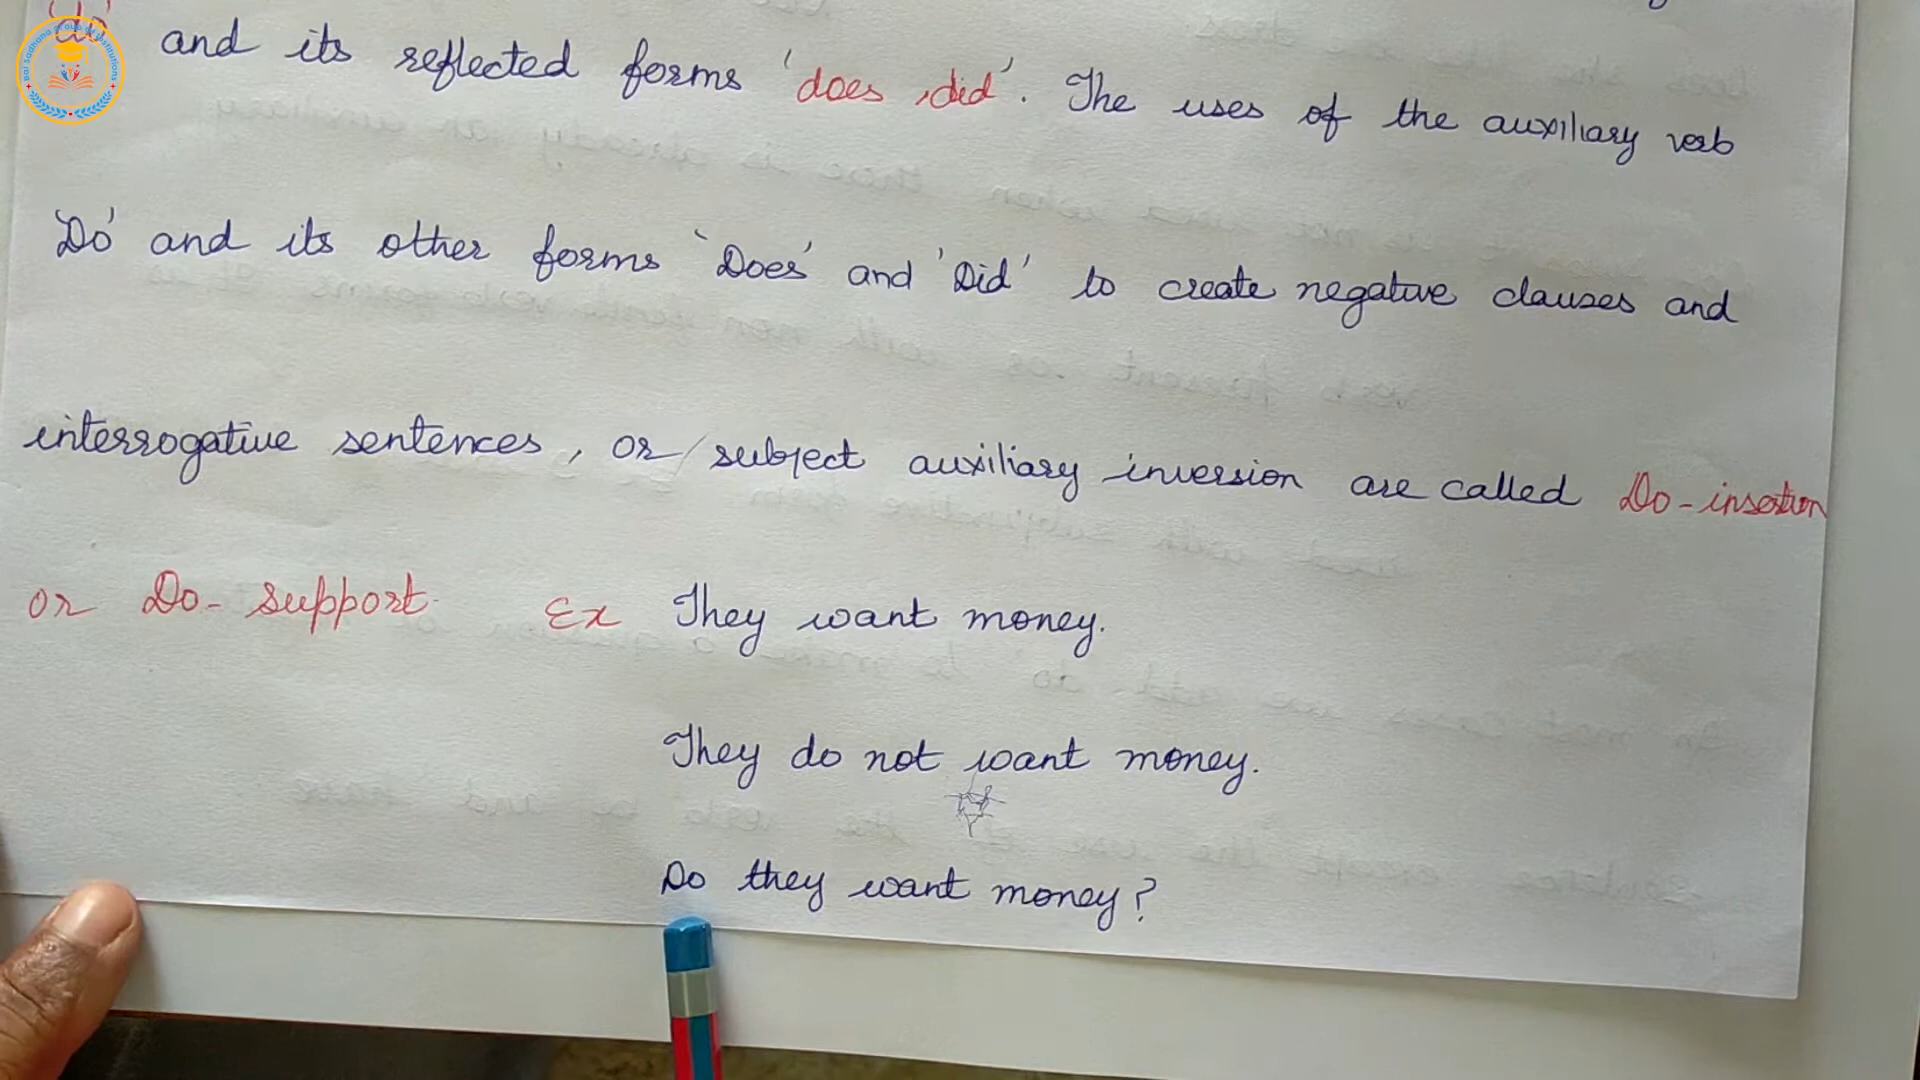 'do' and its reflected forms 'does, did'. The uses of the auxiliary verb
'Do' and its other forms 'Does' and 'Did' to create negative clauses and
interrogative sentences, or subject auxiliary inversion are called Do-insertion
or Do-support. Ex They want money.
They do not want money.
Do they want money?